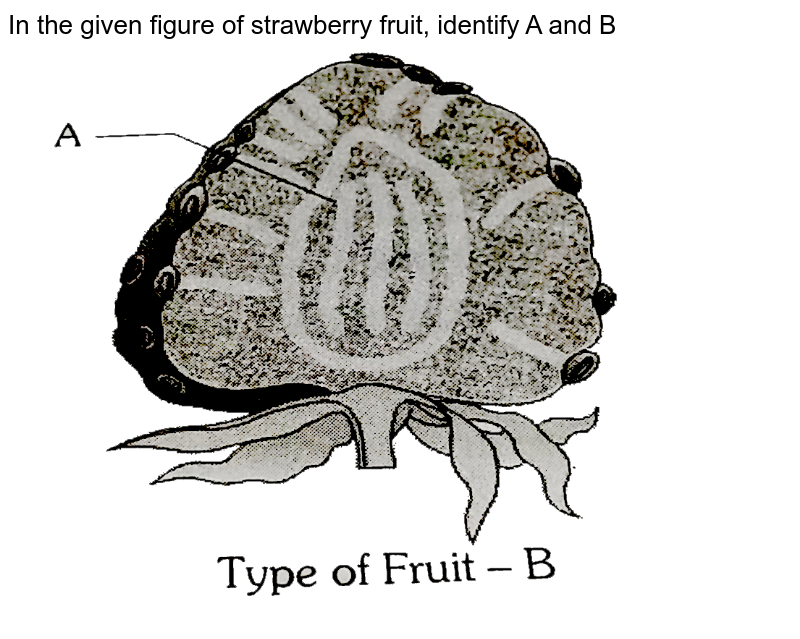 In the given figure of strawberry fruit, identify A and B
A
Type of Fruit – B